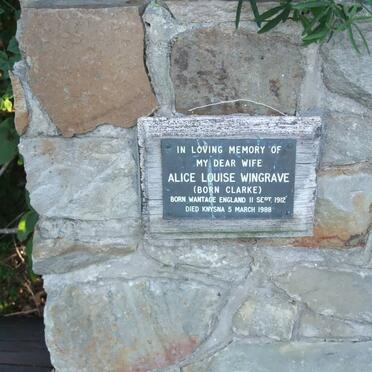 IN LOVING MEMORY OF
MY DEAR WIFE
ALICE LOUISE WINGRAVE
(BORN CLARKE)
BORN WANTAGE ENGLAND 11 SEPT. 1912
DIED KNYSNA 5 MARCH 1988